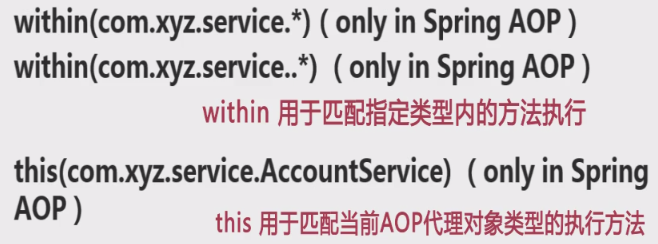 within(com.xyz.service.*) ( only in Spring AOP )
within(com.xyz.service..*)  ( only in Spring AOP )
within 用于匹配指定类型内的方法执行
this(com.xyz.service.AccountService)  ( only in Spring
AOP )
this 用于匹配当前AOP代理对象类型的执行方法